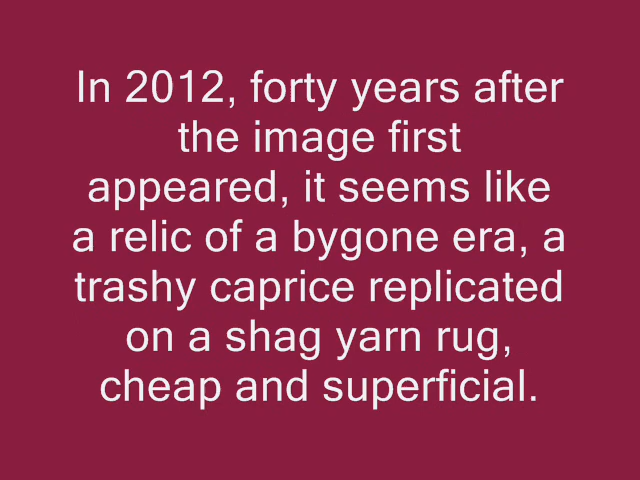 In 2012, forty years after
the image first
appeared, it seems like
a relic of a bygone era, a
trashy caprice replicated
on a shag yarn rug,
cheap and superficial.